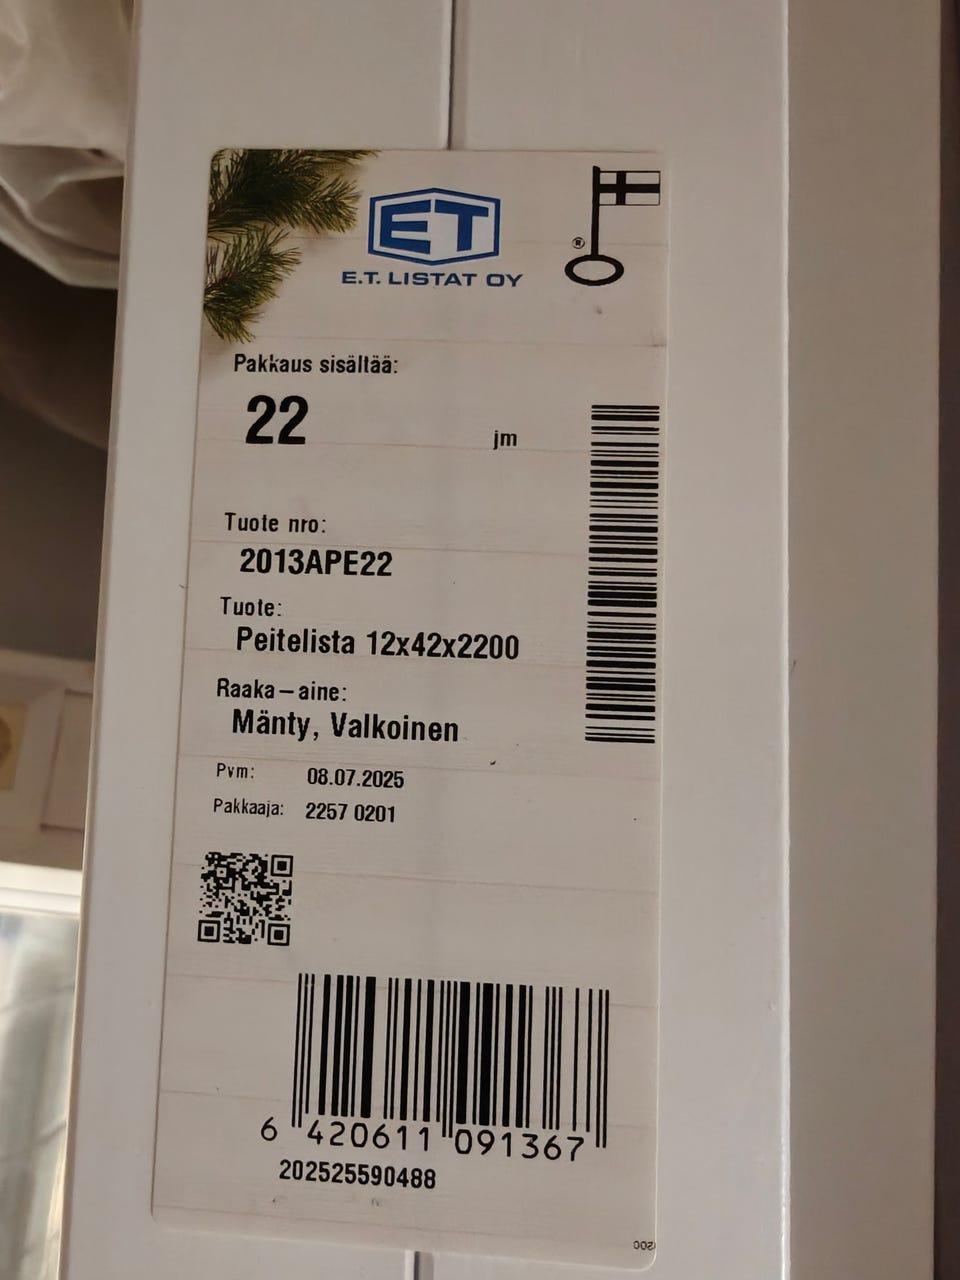 ET
E.T. LISTAT OY
®
Pakkaus sisältää:
22 jm
Tuote nro:
2013APE22
Tuote:
Peitelista 12x42x2200
Raaka-aine:
Mänty, Valkoinen
Pvm: 08.07.2025
Pakkaaja: 2257 0201
6 420611 091367
202525590488